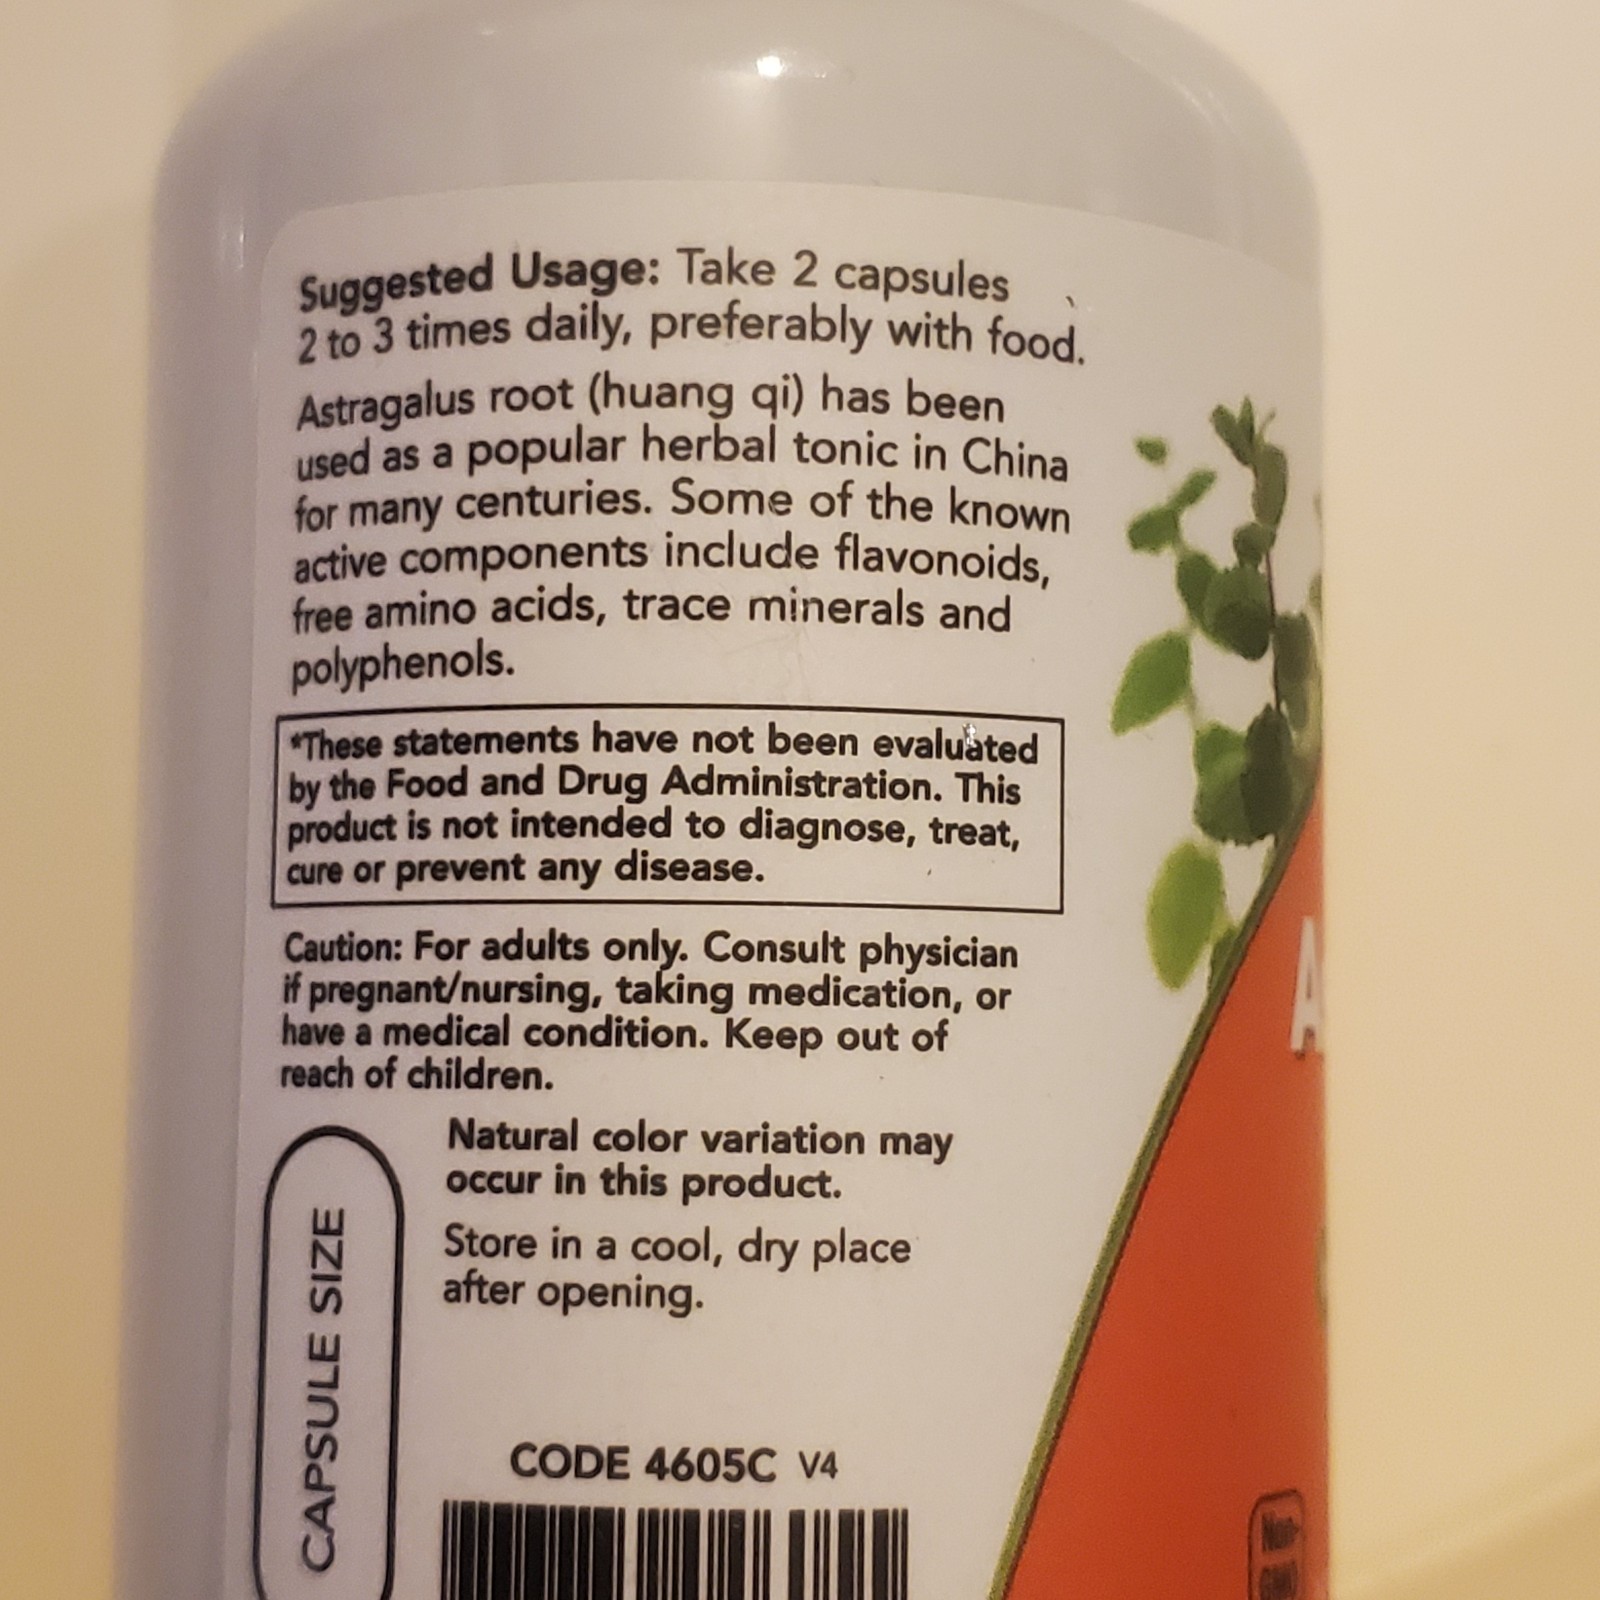 Suggested Usage: Take 2 capsules
2 to 3 times daily, preferably with food.
Astragalus root (huang qi) has been
used as a popular herbal tonic in China
for many centuries. Some of the known
active components include flavonoids,
free amino acids, trace minerals and
polyphenols.
*These statements have not been evaluated
by the Food and Drug Administration. This
product is not intended to diagnose, treat,
cure or prevent any disease.
Caution: For adults only. Consult physician
if pregnant/nursing, taking medication, or
have a medical condition. Keep out of
reach of children.
Natural color variation may
occur in this product.
Store in a cool, dry place
after opening.
CAPSULE SIZE
CODE 4605C V4